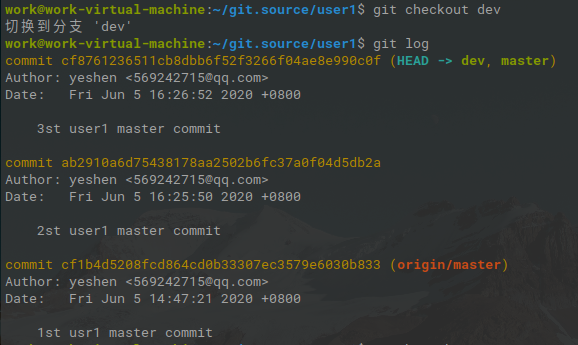 work@work-virtual-machine:~/git.source/user1$ git checkout dev
切换到分支 'dev'
work@work-virtual-machine:~/git.source/user1$ git log
commit cf8761236511cb8dbb6f52f3266f04ae8e990c0f (HEAD -> dev, master)
Author: yeshen <569242715@qq.com>
Date:   Fri Jun 5 16:26:52 2020 +0800
3st user1 master commit
commit ab2910a6d75438178aa2502b6fc37a0f04d5db2a
Author: yeshen <569242715@qq.com>
Date:   Fri Jun 5 16:25:50 2020 +0800
2st user1 master commit
commit cf1b4d5208fcd864cd0b33307ec3579e6030b833 (origin/master)
Author: yeshen <569242715@qq.com>
Date:   Fri Jun 5 14:47:21 2020 +0800
1st usr1 master commit